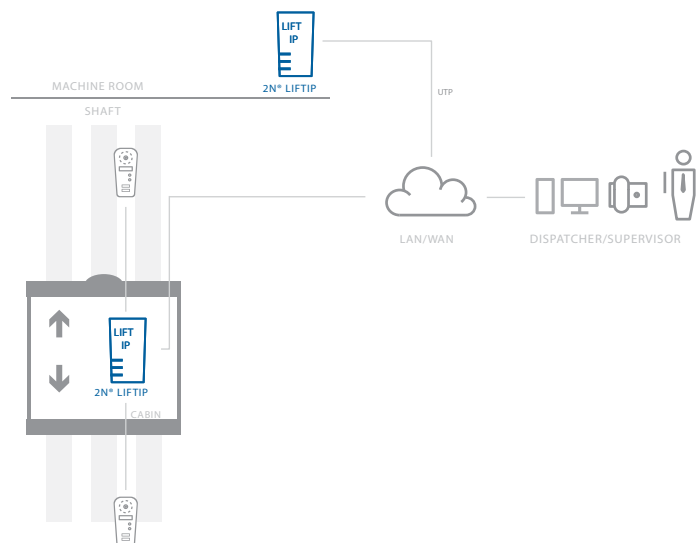 LIFT
IP
2N® LIFTIP
MACHINE ROOM
SHAFT
UTP
LAN/WAN
DISPATCHER/SUPERVISOR
LIFT
IP
2N® LIFTIP
CABIN